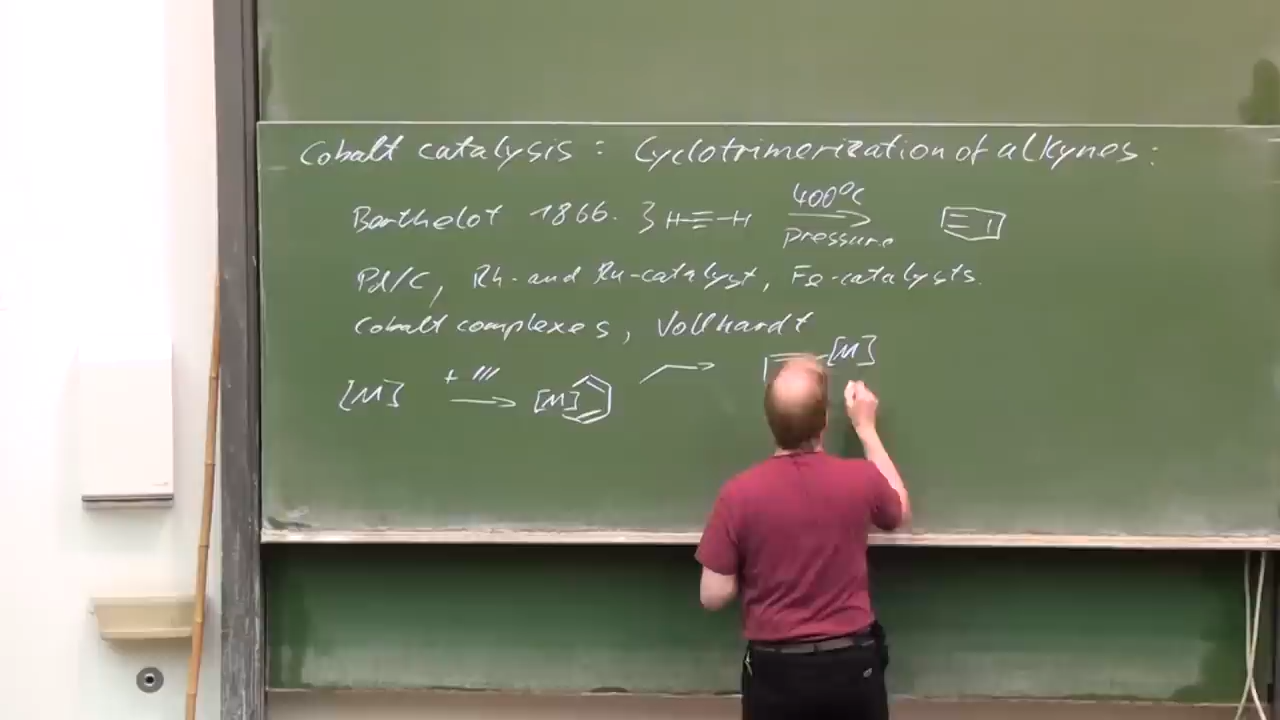 Cobalt catalysis : Cyclotrimerization of alkynes :
Berthelot 1866. 3 H-≡-H 400°C pressure
Pd/C, Rh- and Ru-catalyst, Fe-catalysts.
Cobalt complexes, Vollhardt
[M] + /// [M] [M]